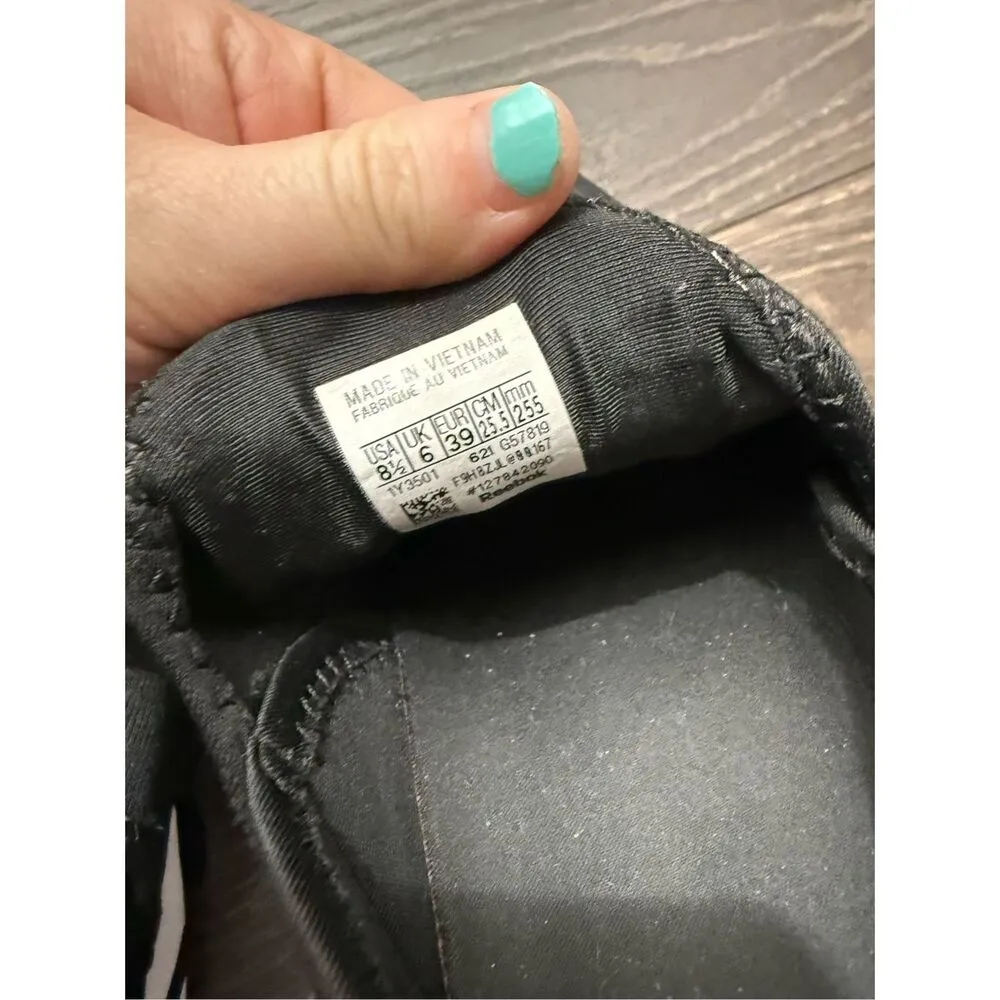 MADE IN VIETNAM
FABRIQUE AU VIETNAM
USA UK EUR CM mm
8½ 6 39 25.5 255
1Y3501 621 G57819
#127842090
Reebok